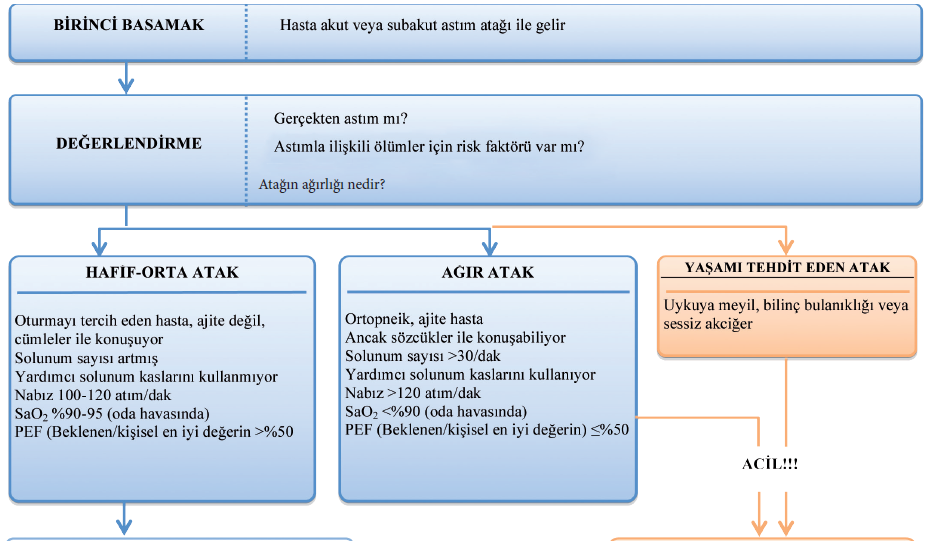 BİRİNCİ BASAMAK
Hasta akut veya subakut astım atağı ile gelir
DEĞERLENDİRME
Gerçekten astım mı?
Astımla ilişkili ölümler için risk faktörü var mı?
Atağın ağırlığı nedir?
HAFİF-ORTA ATAK
Oturmayı tercih eden hasta, ajite değil,
cümleler ile konuşuyor
Solunum sayısı artmış
Yardımcı solunum kaslarını kullanmıyor
Nabız 100-120 atım/dak
SaO₂ %90-95 (oda havasında)
PEF (Beklenen/kişisel en iyi değerin >%50
AĞIR ATAK
Ortopneik, ajite hasta
Ancak sözcükler ile konuşabiliyor
Solunum sayısı >30/dak
Yardımcı solunum kaslarını kullanıyor
Nabız >120 atım/dak
SaO₂ <%90 (oda havasında)
PEF (Beklenen/kişisel en iyi değerin) ≤%50
YAŞAMI TEHDİT EDEN ATAK
Uykuya meyil, bilinç bulanıklığı veya
sessiz akciğer
ACİL!!!